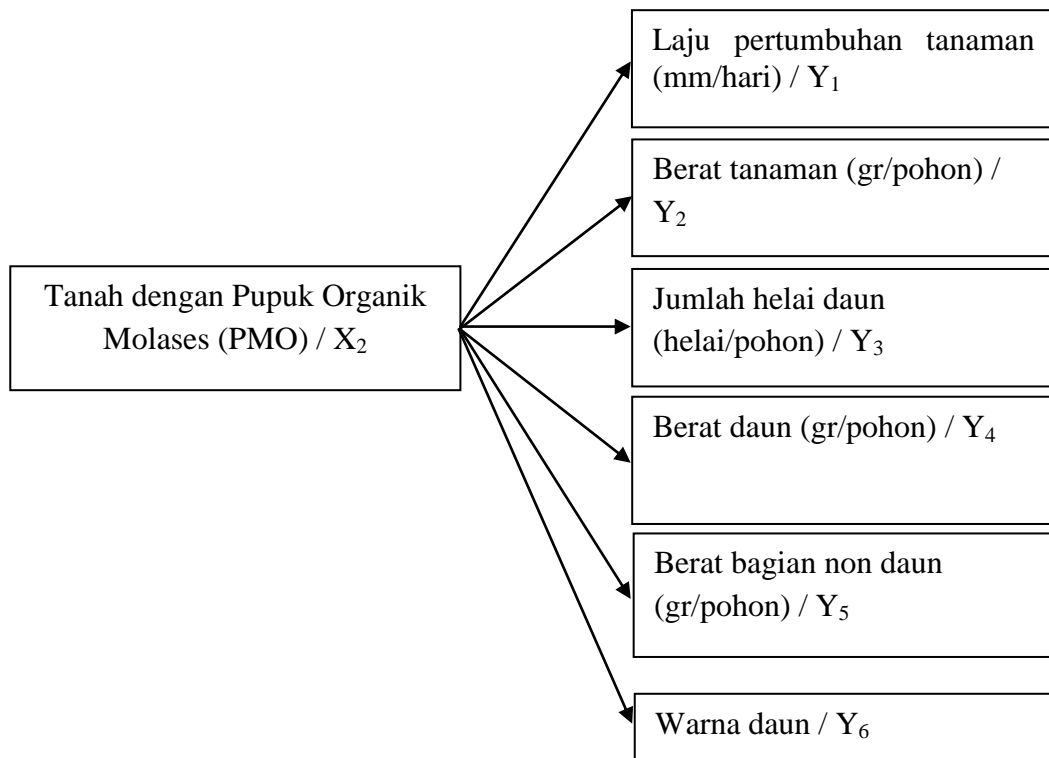 Laju pertumbuhan tanaman
(mm/hari) / Y₁
Berat tanaman (gr/pohon) /
Y₂
Tanah dengan Pupuk Organik
Molases (PMO) / X₂
Jumlah helai daun
(helai/pohon) / Y₃
Berat daun (gr/pohon) / Y₄
Berat bagian non daun
(gr/pohon) / Y₅
Warna daun / Y₆